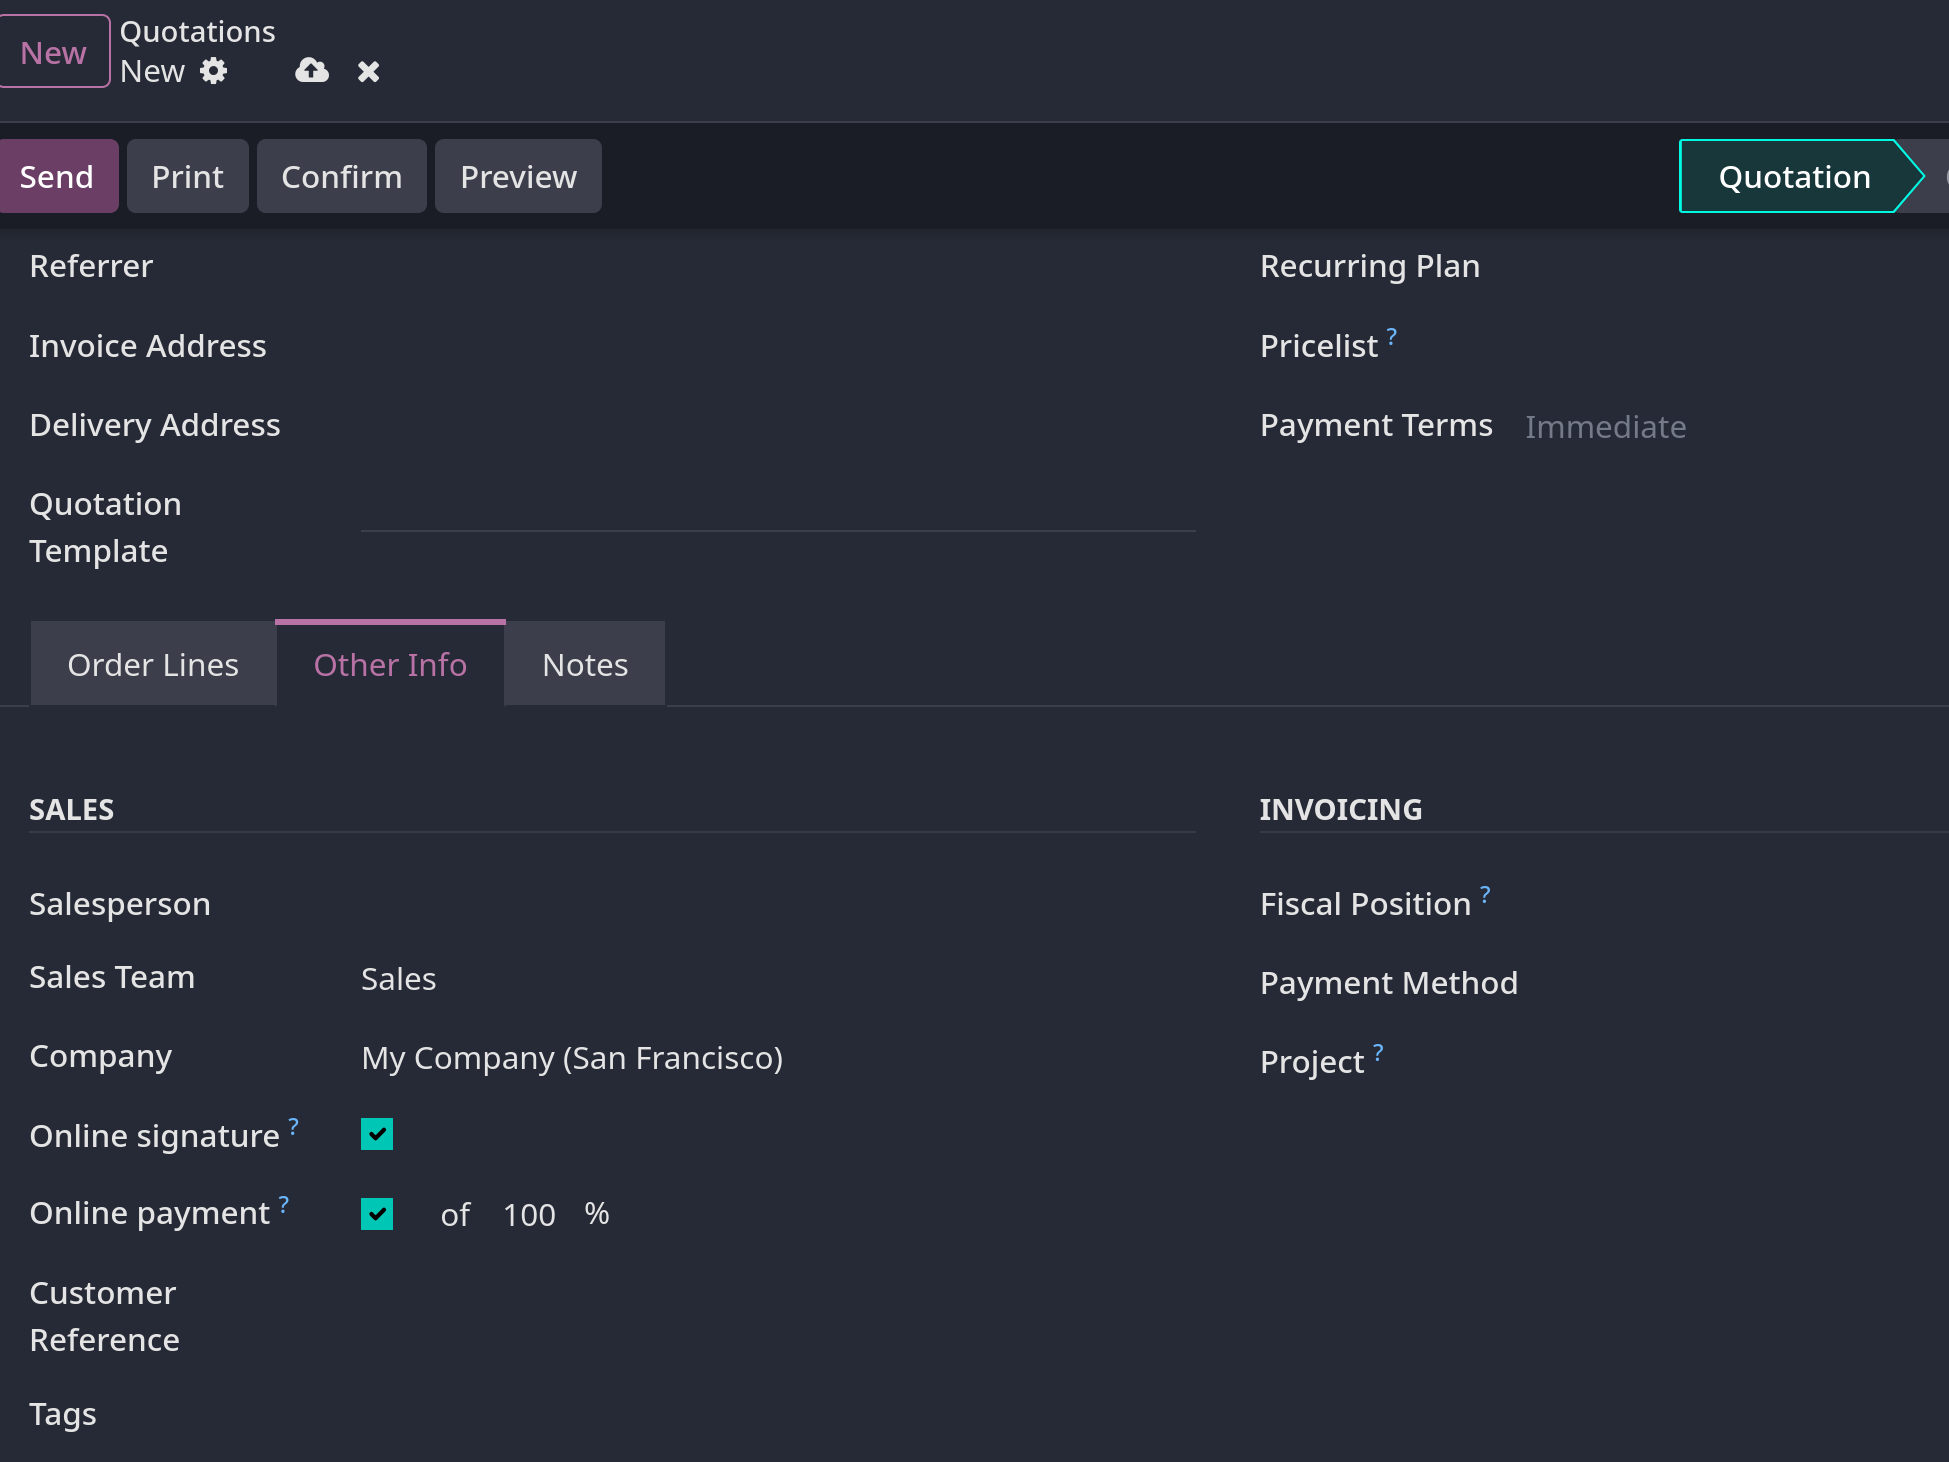 New
Quotations
New
Send
Print
Confirm
Preview
Quotation
Referrer
Recurring Plan
Invoice Address
Pricelist ?
Delivery Address
Payment Terms
Immediate
Quotation
Template
Order Lines
Other Info
Notes
SALES
INVOICING
Salesperson
Fiscal Position ?
Sales Team
Sales
Payment Method
Company
My Company (San Francisco)
Project ?
Online signature ?
Online payment ?
of 100 %
Customer
Reference
Tags